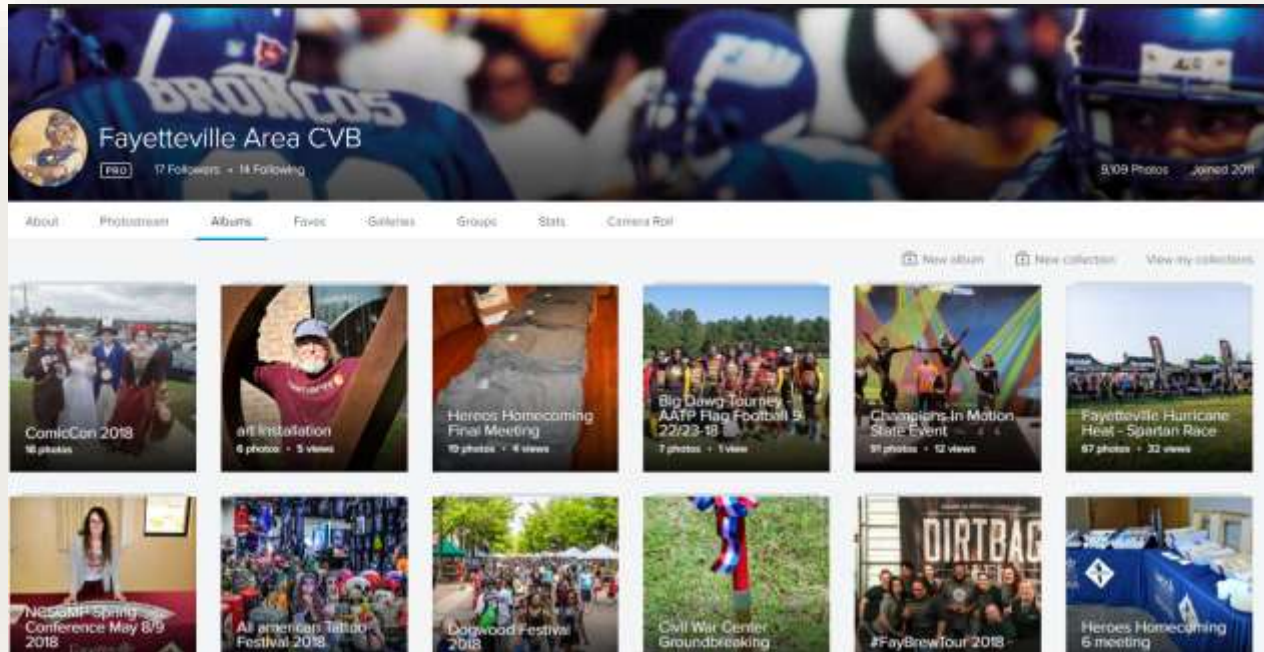 BRONCOS
Fayetteville Area CVB
PRO 17 Followers • 14 Following
9,109 Photos Joined 2011
About Photostream Albums Faves Galleries Groups Stats Camera Roll
New album New collection View my collections
ComicCon 2018
18 photos
art installation
6 photos • 5 views
Hereos Homecoming
Final Meeting
19 photos • 4 views
Big Dawg Tourney -
AATP Flag Football 9-
22/23-18
7 photos • 1 view
Champions In Motion
State Event
91 photos • 12 views
Fayetteville Hurricane
Heat - Spartan Race
67 photos • 32 views
NCSGMP Spring
Conference May 8/9
2018
All american Tattoo
Festival 2018
Dogwood Festival
2018
Civil War Center
Groundbreaking
DIRTBAG
#FayBrewTour 2018 -
Heroes Homecoming
6 meeting